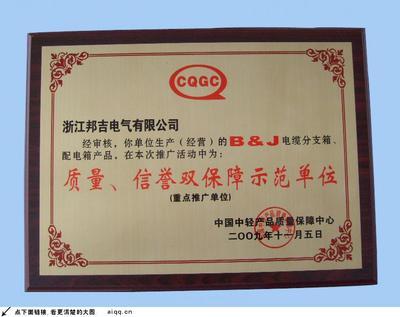 CQGC
浙江邦吉电气有限公司
经审核,你单位生产(经营)的B&J电缆分支箱、
配电箱产品,在本次推广活动中为:
质量、信誉双保障示范单位
(重点推广单位)
中国中轻产品质量保障中心
二〇〇九年十一月五日
点下面链接,看更清楚的大图 aiqq.cn